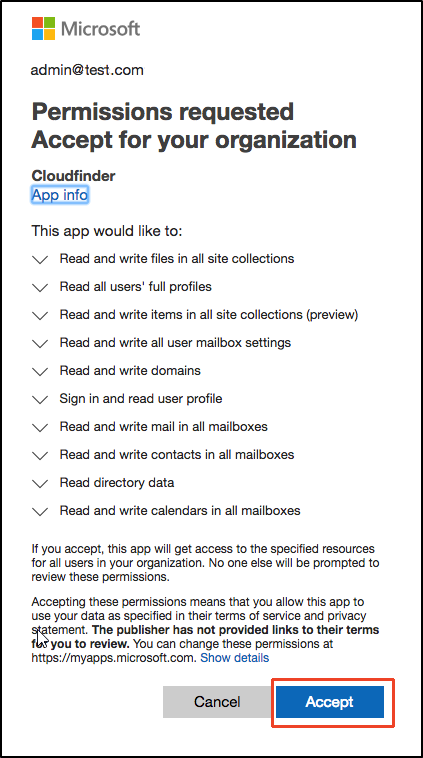 Microsoft
admin@test.com
Permissions requested
Accept for your organization
Cloudfinder
App info
This app would like to:
Read and write files in all site collections
Read all users' full profiles
Read and write items in all site collections (preview)
Read and write all user mailbox settings
Read and write domains
Sign in and read user profile
Read and write mail in all mailboxes
Read and write contacts in all mailboxes
Read directory data
Read and write calendars in all mailboxes
If you accept, this app will get access to the specified resources
for all users in your organization. No one else will be prompted to
review these permissions.
Accepting these permissions means that you allow this app to
use your data as specified in their terms of service and privacy
statement. The publisher has not provided links to their terms
for you to review. You can change these permissions at
https://myapps.microsoft.com. Show details
Cancel Accept